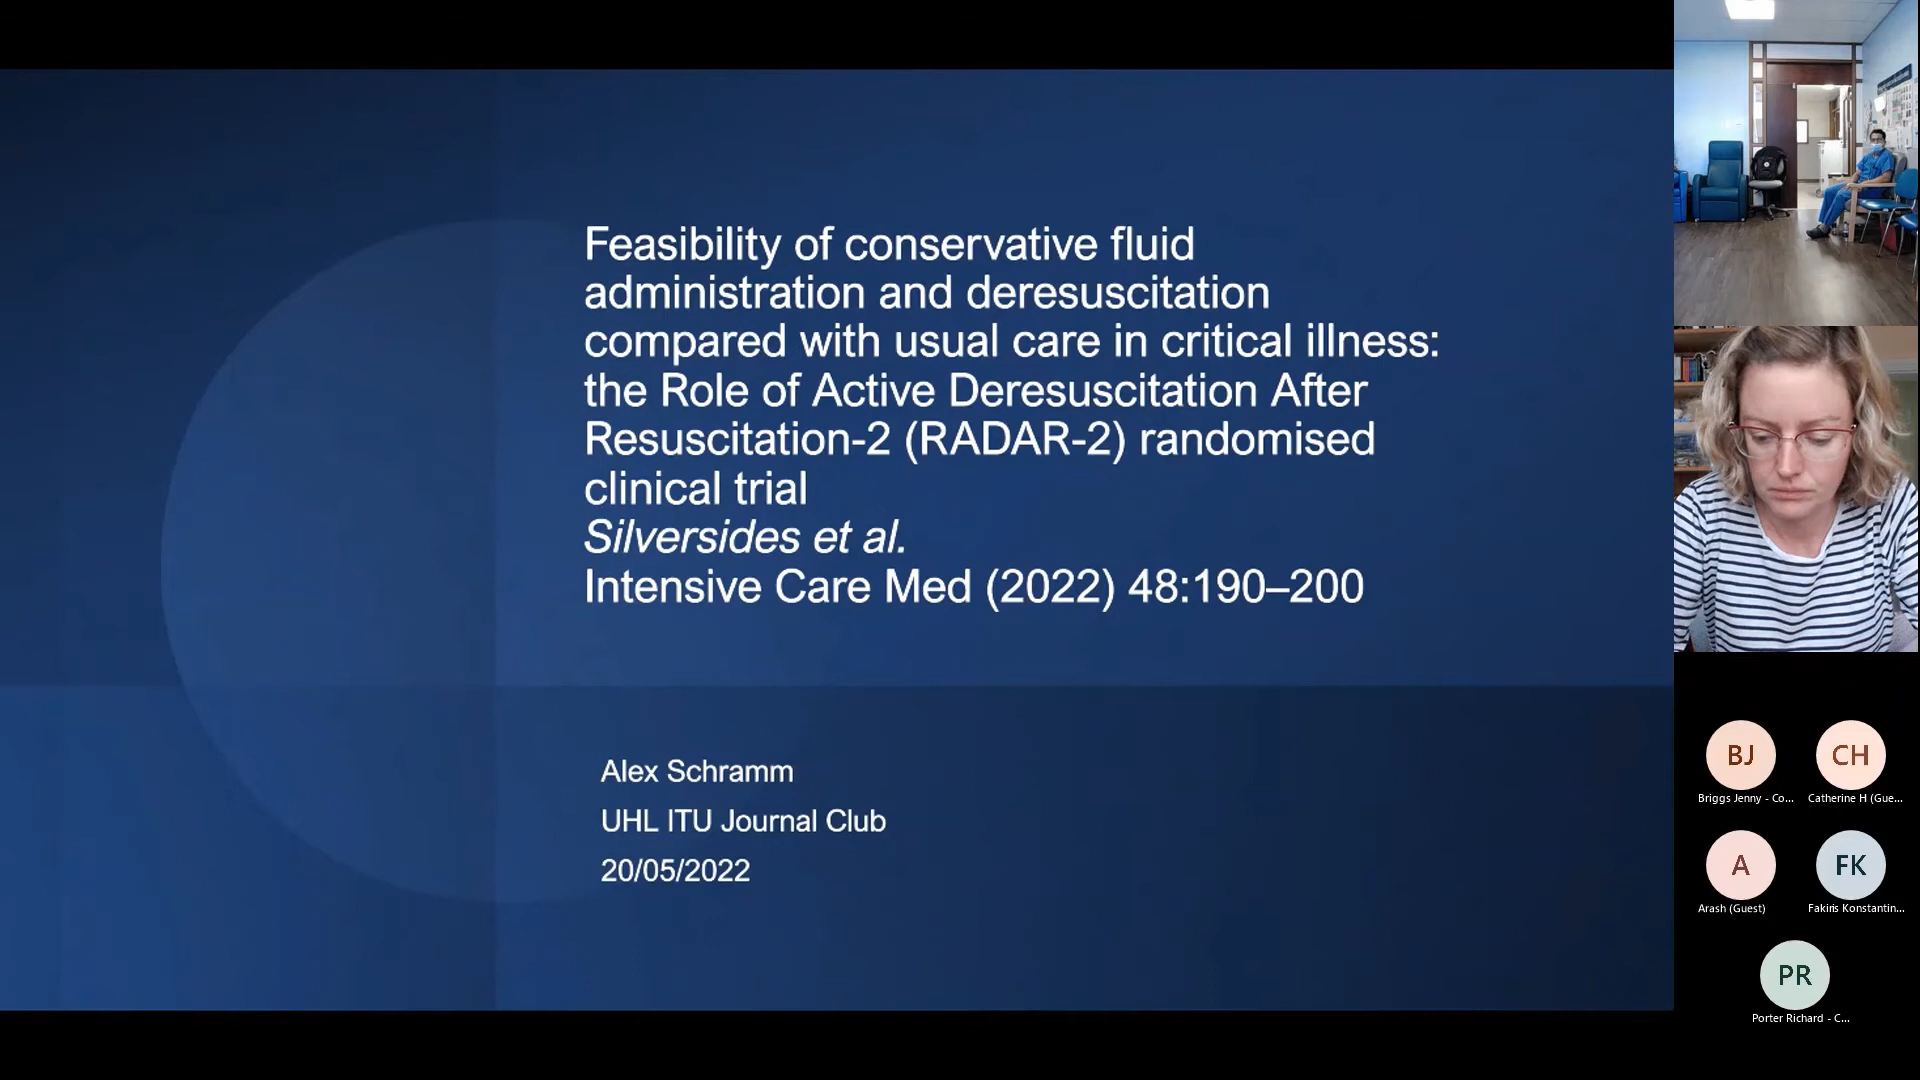 Feasibility of conservative fluid
administration and deresuscitation
compared with usual care in critical illness:
the Role of Active Deresuscitation After
Resuscitation-2 (RADAR-2) randomised
clinical trial
Silversides et al.
Intensive Care Med (2022) 48:190–200
Alex Schramm
UHL ITU Journal Club
20/05/2022
BJ
CH
Briggs Jenny - Co...
Catherine H (Gue...
A
FK
Arash (Guest)
Fakiris Konstantin...
PR
Porter Richard - C...